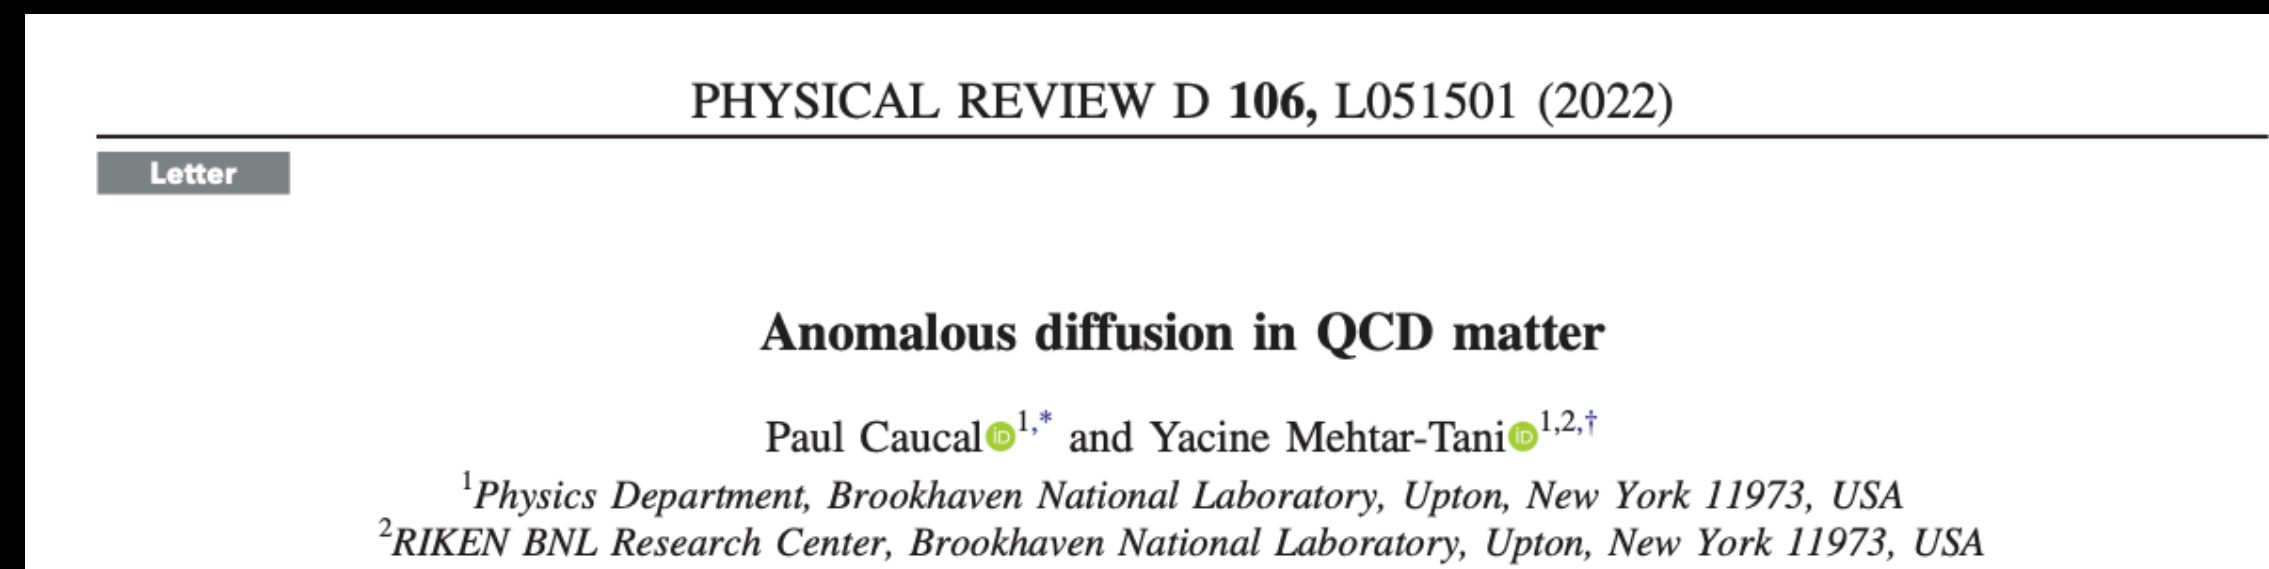 PHYSICAL REVIEW D 106, L051501 (2022)
Letter
Anomalous diffusion in QCD matter
Paul Caucal iD 1,* and Yacine Mehtar-Tani iD 1,2,†
1Physics Department, Brookhaven National Laboratory, Upton, New York 11973, USA
2RIKEN BNL Research Center, Brookhaven National Laboratory, Upton, New York 11973, USA